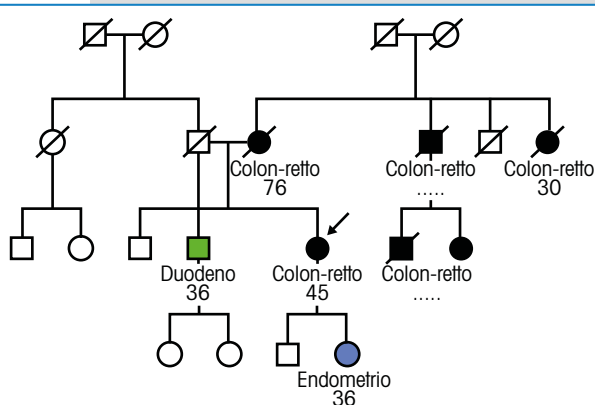 Colon-retto
76
Colon-retto
.....
Colon-retto
30
Duodeno
36
Colon-retto
45
Colon-retto
.....
Endometrio
36